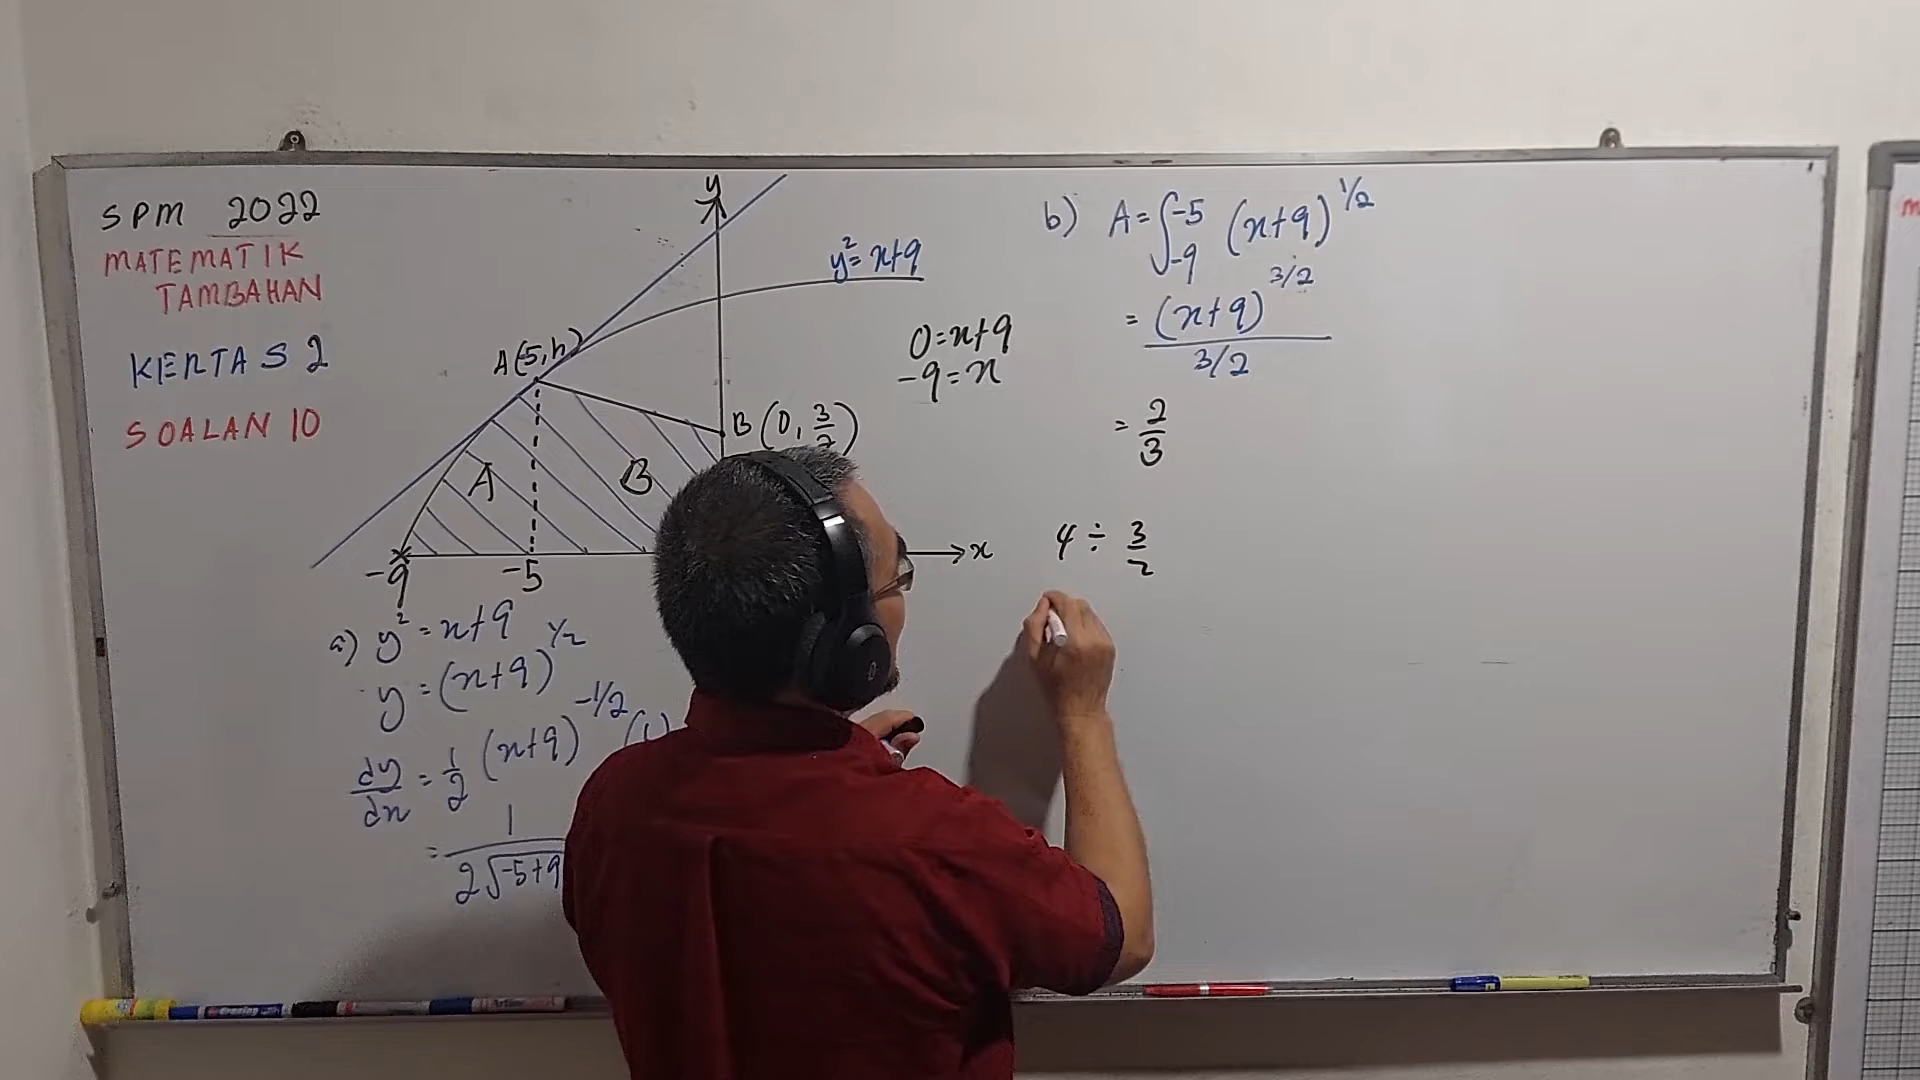 SPM 2022
MATEMATIK
TAMBAHAN
KERTAS 2
SOALAN 10
y
y² = x+9
A(-5, h)
0 = x+9
-9 = x
B (0, 3/2)
A
B
-9
-5
x
a) y² = x+9
y = (x+9)^1/2
dy/dx = 1/2 (x+9)^-1/2 (1)
= 1/2√-5+9
b) A = ∫-5 -9 (x+9)^1/2
= (x+9)^3/2 / 3/2
= 2/3
4 ÷ 3/2